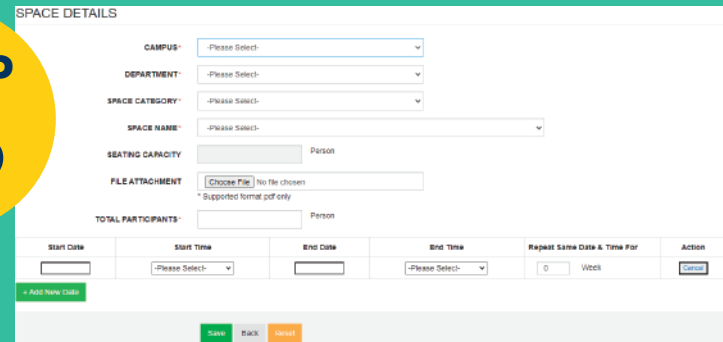 SPACE DETAILS
CAMPUS* -Please Select-
DEPARTMENT* -Please Select-
SPACE CATEGORY* -Please Select-
SPACE NAME* -Please Select-
SEATING CAPACITY Person
FILE ATTACHMENT Choose File No file chosen
* Supported format pdf only
TOTAL PARTICIPANTS* Person
Start Date Start Time End Date End Time Repeat Same Date & Time For Action
-Please Select- -Please Select- 0 Week Cancel
+ Add New Date
Save Back Reset